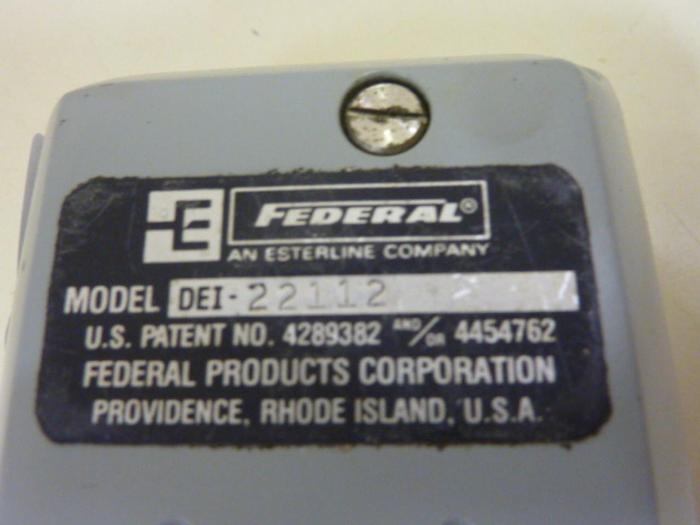 FEDERAL®
AN ESTERLINE COMPANY
MODEL DEI-22112
U.S. PATENT NO. 4289382 AND/OR 4454762
FEDERAL PRODUCTS CORPORATION
PROVIDENCE, RHODE ISLAND, U.S.A.